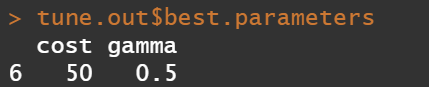 > tune.out$best.parameters
  cost gamma
6   50   0.5